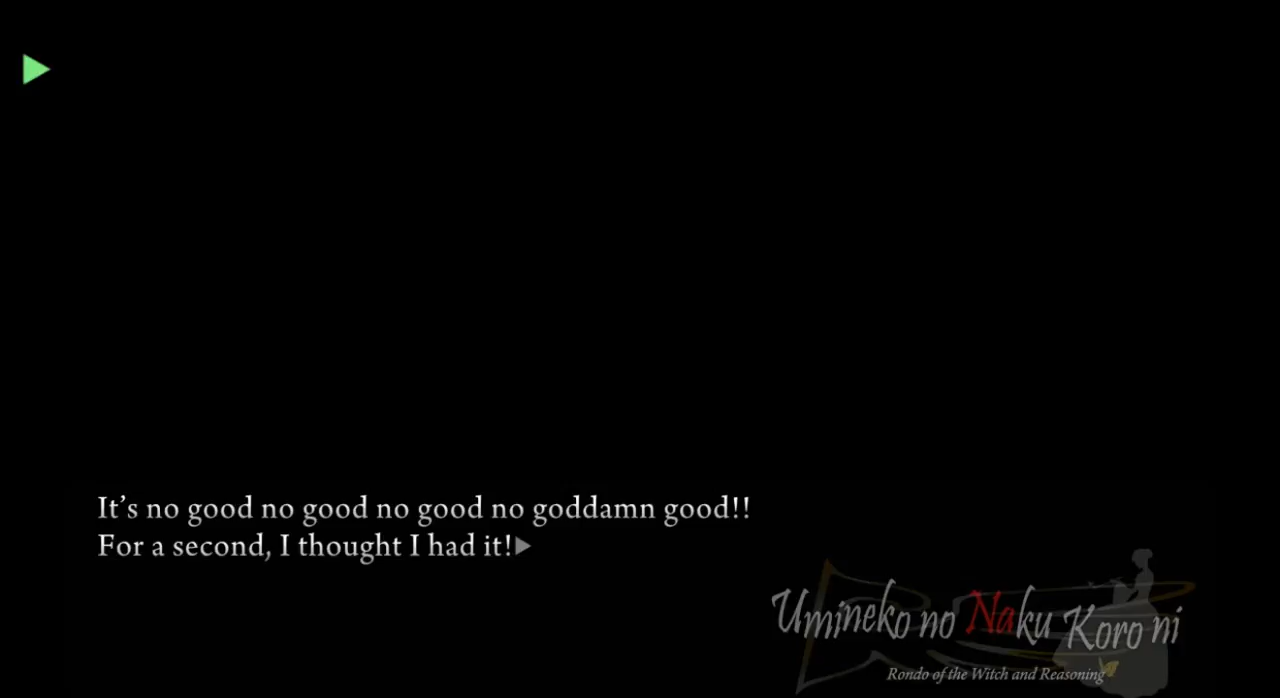 It’s no good no good no good no goddamn good!!
For a second, I thought I had it!
Umineko no Naku Koro ni
Rondo of the Witch and Reasoning